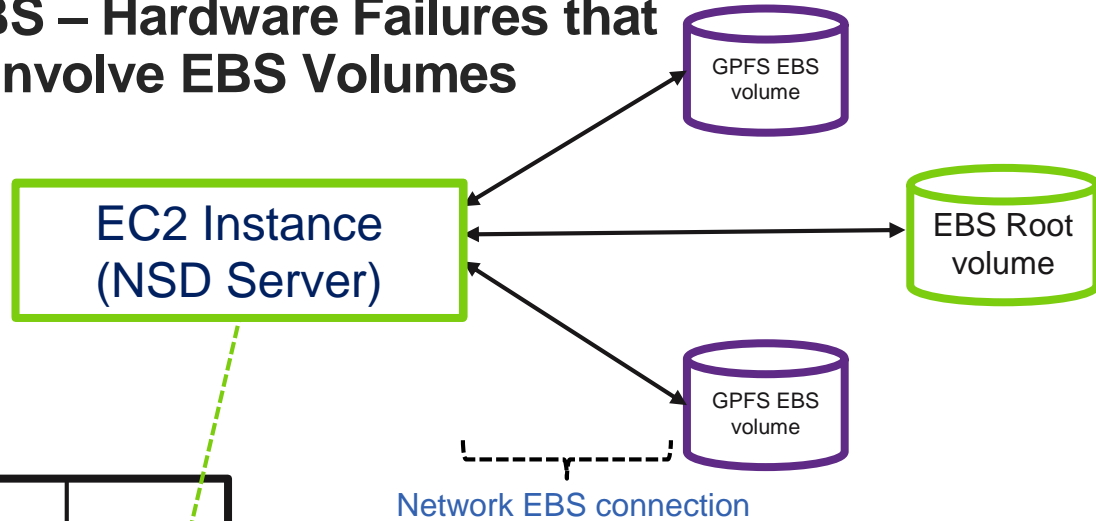 BS – Hardware Failures that
nvolve EBS Volumes
GPFS EBS
volume
EC2 Instance
(NSD Server)
EBS Root
volume
GPFS EBS
volume
Network EBS connection